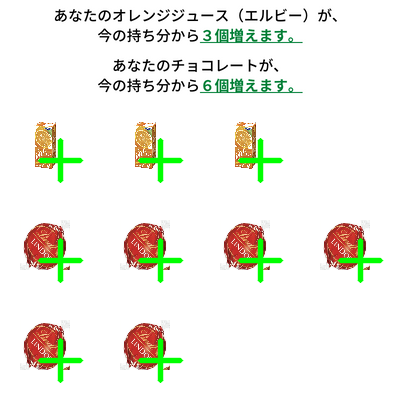 あなたのオレンジジュース（エルビー）が、
今の持ち分から３個増えます。
あなたのチョコレートが、
今の持ち分から６個増えます。